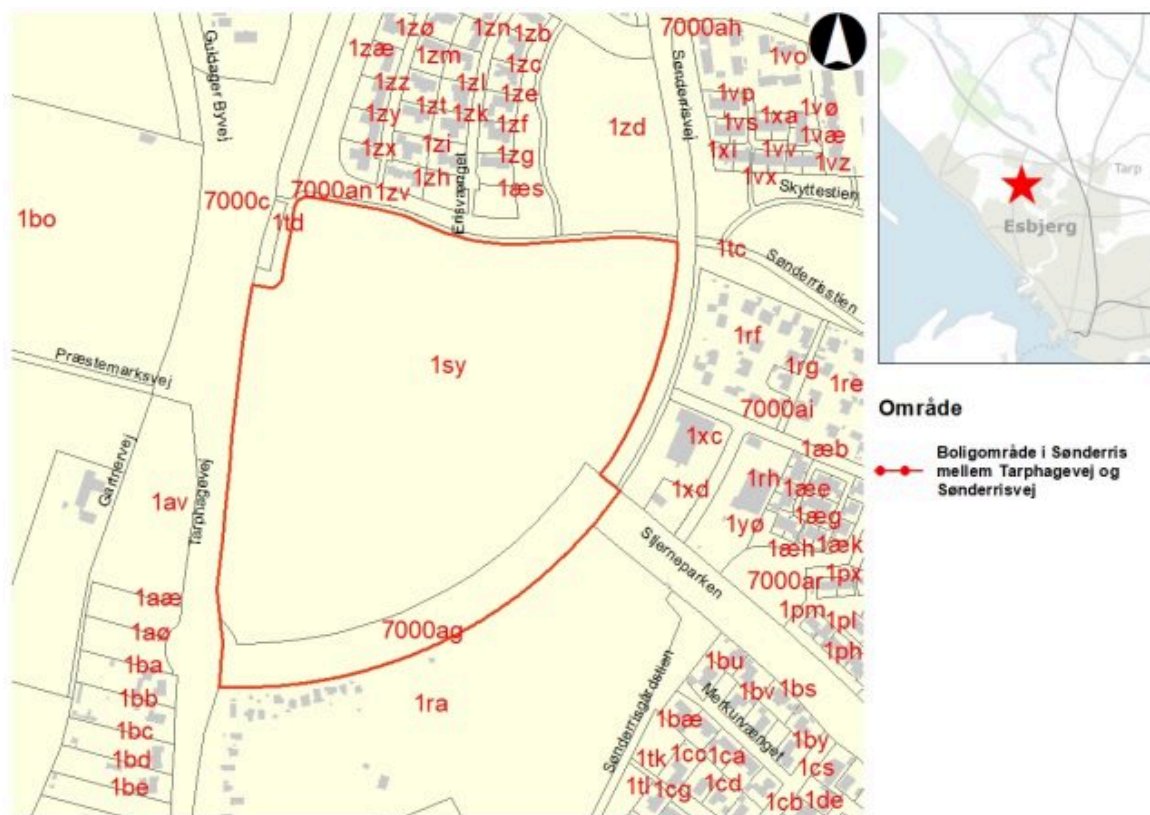 7000ah
1zø
1zn
1zb
1vo
1zæ
1zm
1zc
Guldager Byvej
Sønderrisvej
1zz
1zl
1ze
1vp
1vø
1zy
1zt
1zk
1zf
1zd
1vs
1xa
1væ
1zx
1zi
1zg
1xi
1vv
1vz
1zh
1æs
1vx
7000an
1zv
Skyttestien
7000c
1td
Ensvænget
1bo
1tc
Sønderrisstien
1rf
1sy
1rg
1re
Præstemarksvej
7000ai
1xc
1æb
Gartnervej
1av
Tarphagevej
1xd
1rh
1æe
1yø
1æg
1æh
1æk
Stjerneparken
7000ar
1px
1aæ
1pm
1pl
1aø
7000ag
1ph
1ba
1bu
1bb
1ra
1bv
1bs
Merkurvænget
1bc
Sønderrisgårdstien
1bæ
1by
1bd
1tk
1cc
1ca
1cs
1be
1tl
1cg
1cd
1cb
1de
Tarp
Esbjerg
Område
Boligområde i Sønderris
mellem Tarphagevej og
Sønderrisvej